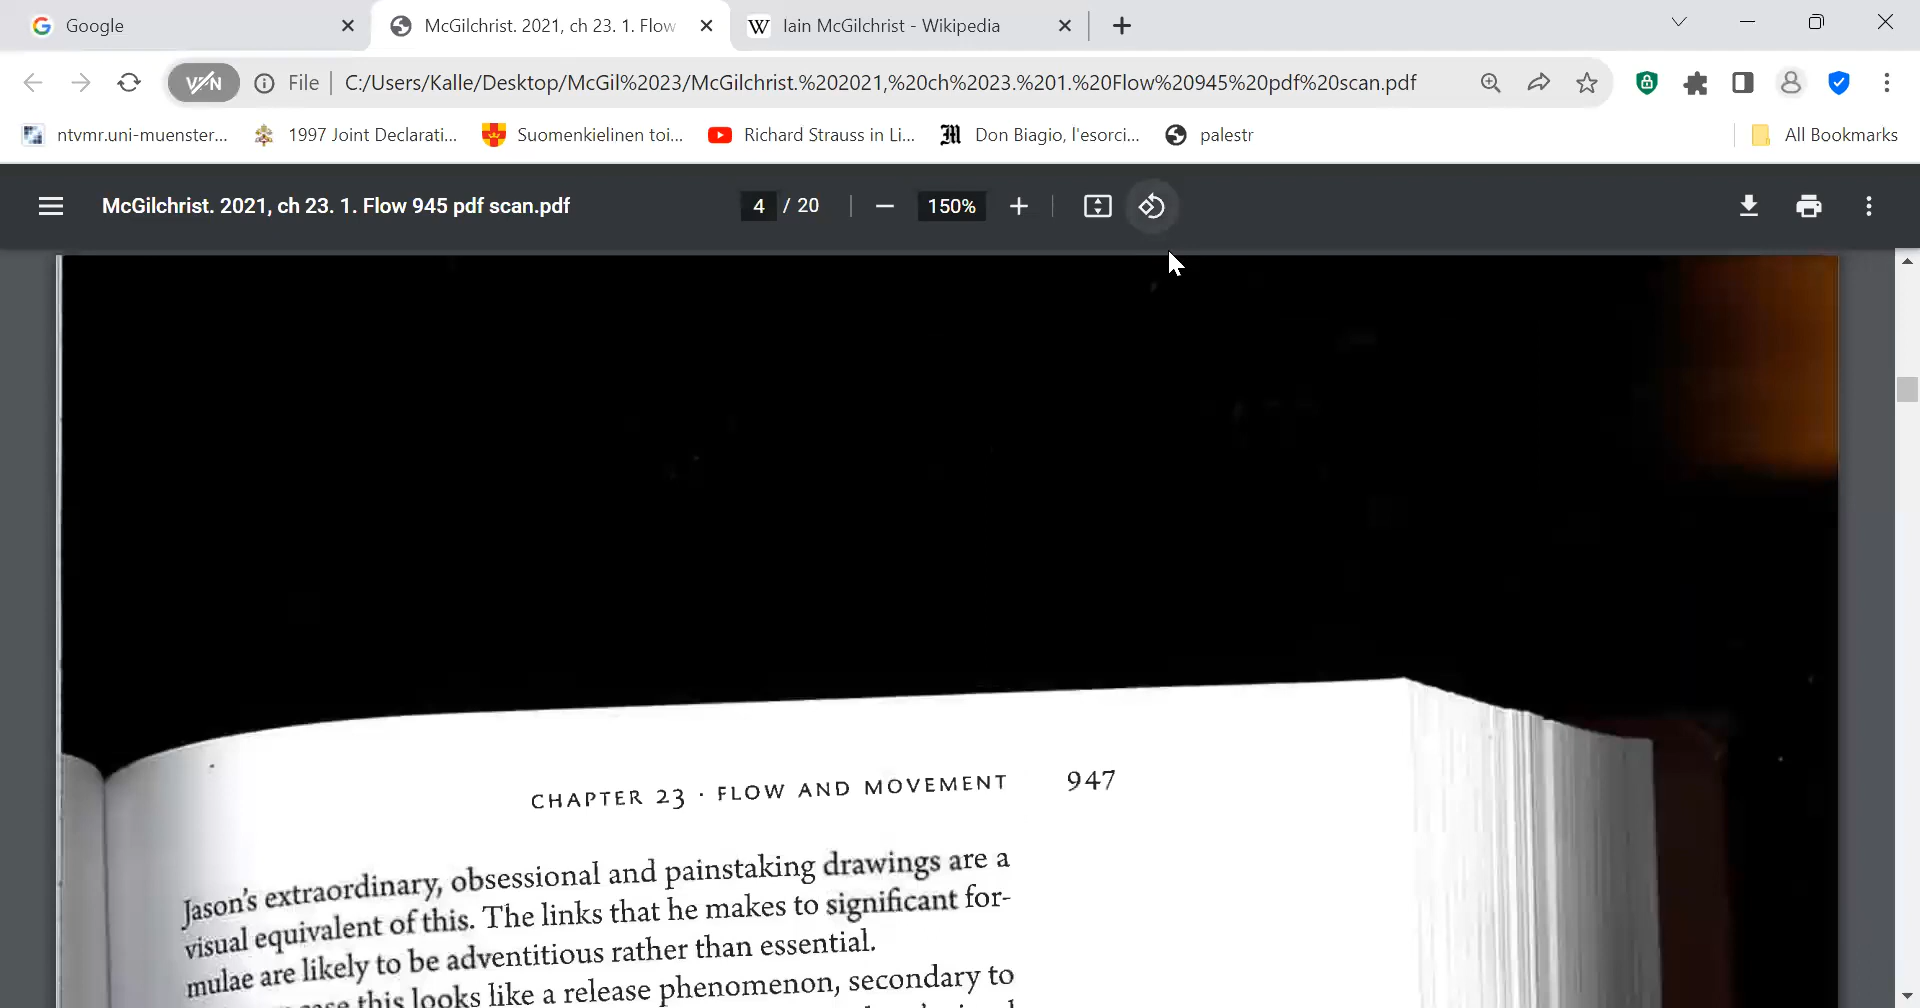 Google
McGilchrist. 2021, ch 23. 1. Flow
Iain McGilchrist - Wikipedia
VPN
File
C:/Users/Kalle/Desktop/McGil%2023/McGilchrist.%202021,%20ch%2023.%201.%20Flow%20945%20pdf%20scan.pdf
ntvmr.uni-muenster...
1997 Joint Declarati...
Suomenkielinen toi...
Richard Strauss in Li...
Don Biagio, l'esorci...
palestr
All Bookmarks
McGilchrist. 2021, ch 23. 1. Flow 945 pdf scan.pdf
4 / 20
150%
CHAPTER 23 · FLOW AND MOVEMENT 947
Jason's extraordinary, obsessional and painstaking drawings are a
visual equivalent of this. The links that he makes to significant for-
mulae are likely to be adventitious rather than essential.
this looks like a release phenomenon, secondary to